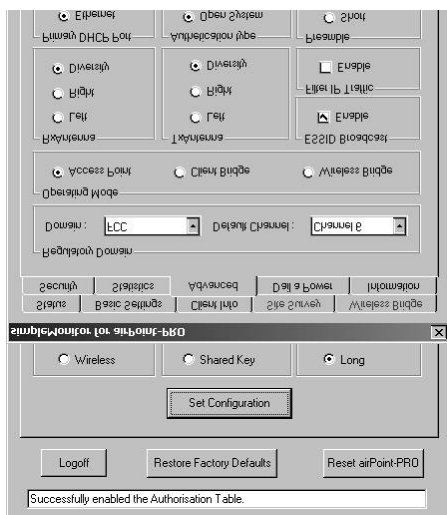 simpleMonitor for airPoint-PRO
Status Basic Settings Client Info Site Survey Wireless Bridge
Security Statistics Advanced Dail a Power Information
Regulatory Domain
Domain : FCC Default Channel : Channel 6
Operating Mode
Access Point Client Bridge Wireless Bridge
RxAntenna TxAntenna ESSID Broadcast
Left Left Enable
Right Right Filter IP Traffic
Diversity Diversity Enable
Primary DHCP Port Authetication type Preamble
Ethernet Open System Short
Wireless Shared Key Long
Set Configuration
Logoff Restore Factory Defaults Reset airPoint-PRO
Successfully enabled the Authorisation Table.